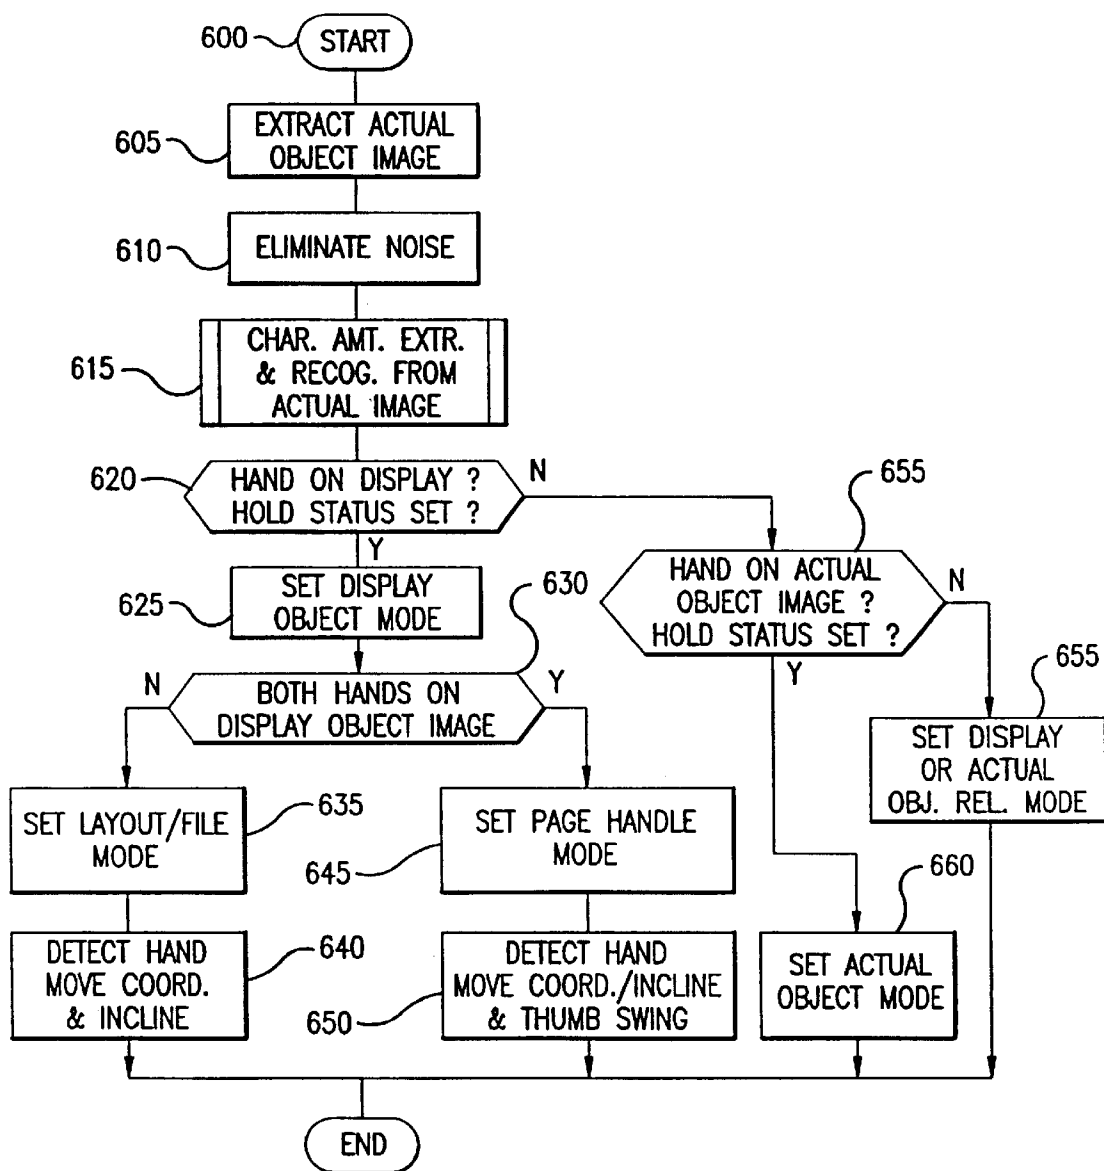 600
START
605
EXTRACT ACTUAL
OBJECT IMAGE
610
ELIMINATE NOISE
615
CHAR. AMT. EXTR.
& RECOG. FROM
ACTUAL IMAGE
620
HAND ON DISPLAY ?
HOLD STATUS SET ?
N
Y
655
HAND ON ACTUAL
OBJECT IMAGE ?
HOLD STATUS SET ?
N
Y
625
SET DISPLAY
OBJECT MODE
630
N
BOTH HANDS ON
DISPLAY OBJECT IMAGE
Y
655
SET DISPLAY
OR ACTUAL
OBJ. REL. MODE
SET LAYOUT/FILE
MODE
635
SET PAGE HANDLE
MODE
645
660
SET ACTUAL
OBJECT MODE
DETECT HAND
MOVE COORD.
& INCLINE
640
DETECT HAND
MOVE COORD./INCLINE
& THUMB SWING
650
END